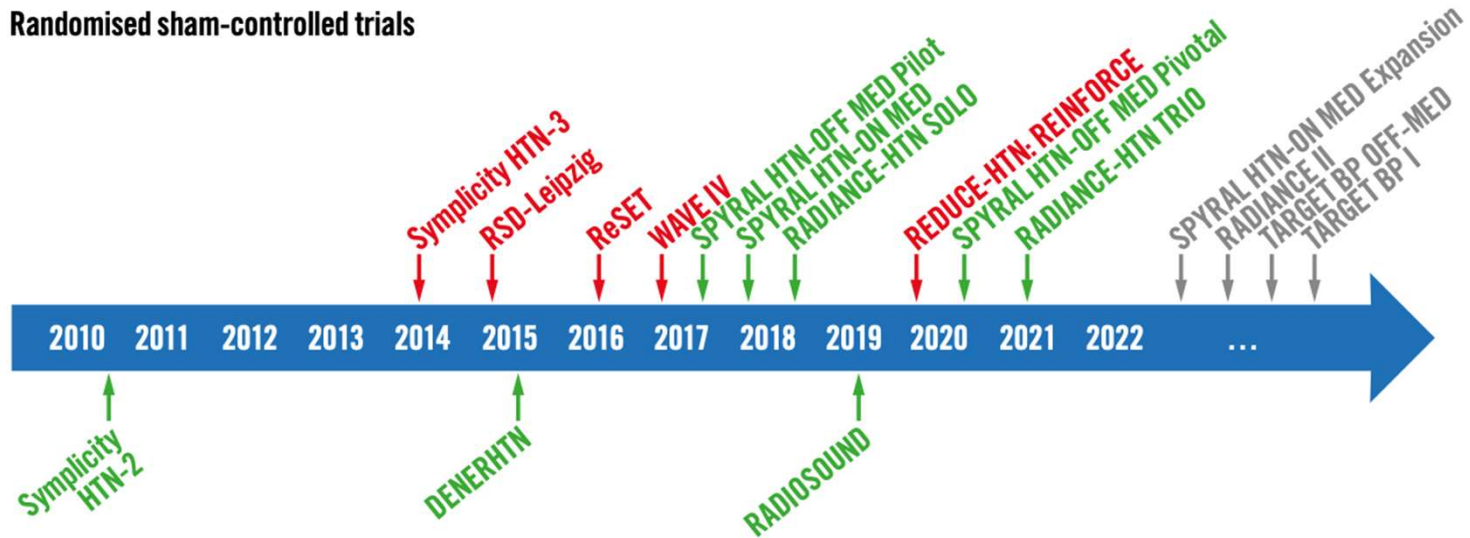 Randomised sham-controlled trials
Symplicity HTN-3
RSD-Leipzig
ReSET
WAVE IV
SPYRAL HTN-OFF MED Pilot
SPYRAL HTN-ON MED
RADIANCE-HTN SOLO
REDUCE-HTN: REINFORCE
SPYRAL HTN-OFF MED Pivotal
RADIANCE-HTN TRIO
SPYRAL HTN-ON MED Expansion
RADIANCE II
TARGET BP OFF-MED
TARGET BP I
2010 2011 2012 2013 2014 2015 2016 2017 2018 2019 2020 2021 2022 ...
Symplicity
HTN-2
DENERHTN
RADIOSOUND